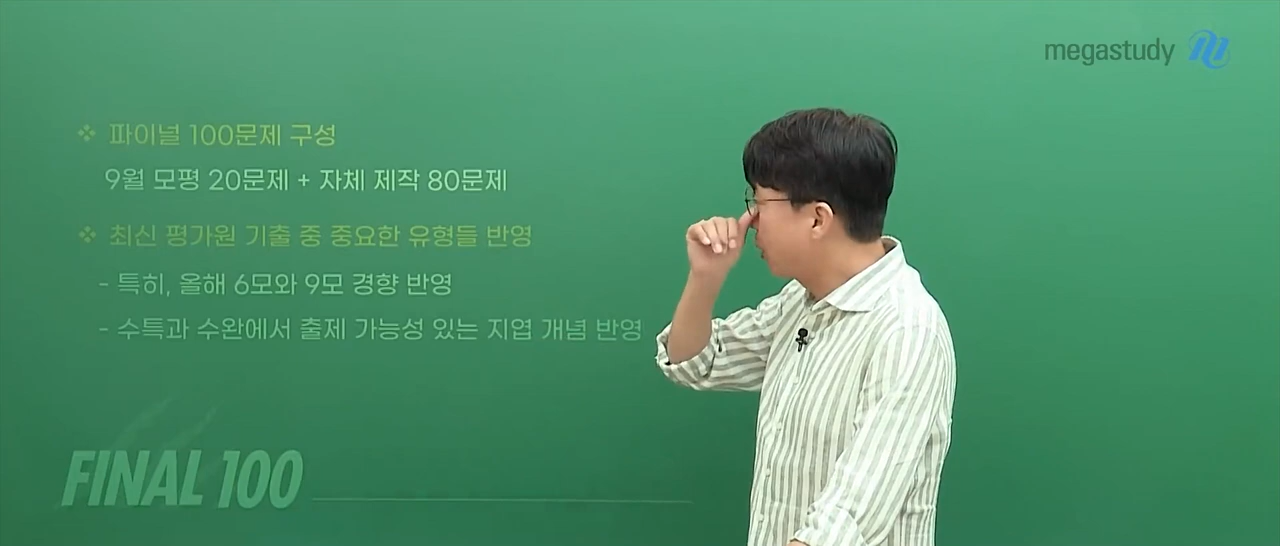 megastudy
❖ 파이널 100문제 구성
9월 모평 20문제 + 자체 제작 80문제
❖ 최신 평가원 기출 중 중요한 유형들 반영
- 특히, 올해 6모와 9모 경향 반영
- 수특과 수완에서 출제 가능성 있는 지엽 개념 반영
FINAL 100